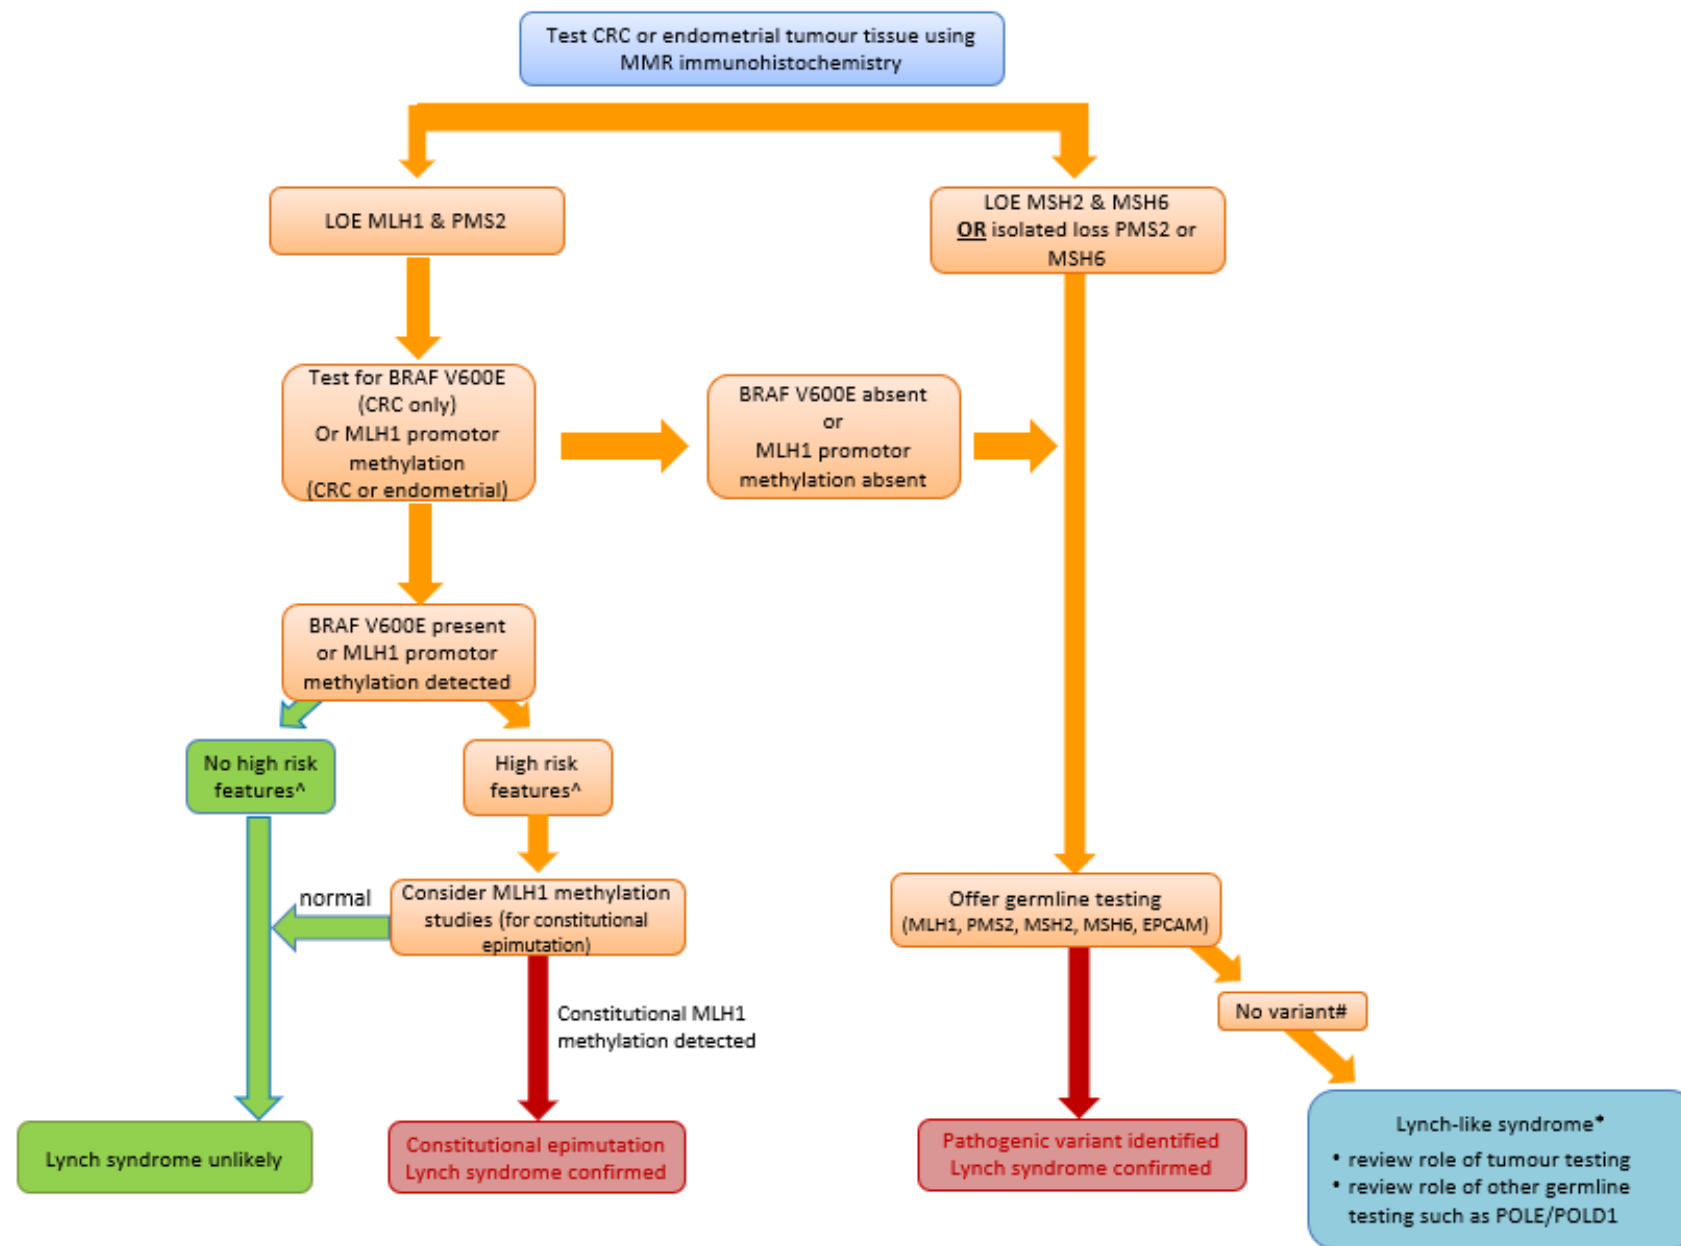 Test CRC or endometrial tumour tissue using
MMR immunohistochemistry
LOE MLH1 & PMS2
LOE MSH2 & MSH6
OR isolated loss PMS2 or
MSH6
Test for BRAF V600E
(CRC only)
Or MLH1 promotor
methylation
(CRC or endometrial)
BRAF V600E absent
or
MLH1 promotor
methylation absent
BRAF V600E present
or MLH1 promotor
methylation detected
No high risk
features^
High risk
features^
normal
Consider MLH1 methylation
studies (for constitutional
epimutation)
Offer germline testing
(MLH1, PMS2, MSH2, MSH6, EPCAM)
Constitutional MLH1
methylation detected
No variant#
Lynch syndrome unlikely
Constitutional epimutation
Lynch syndrome confirmed
Pathogenic variant identified
Lynch syndrome confirmed
Lynch-like syndrome*
• review role of tumour testing
• review role of other germline
testing such as POLE/POLD1